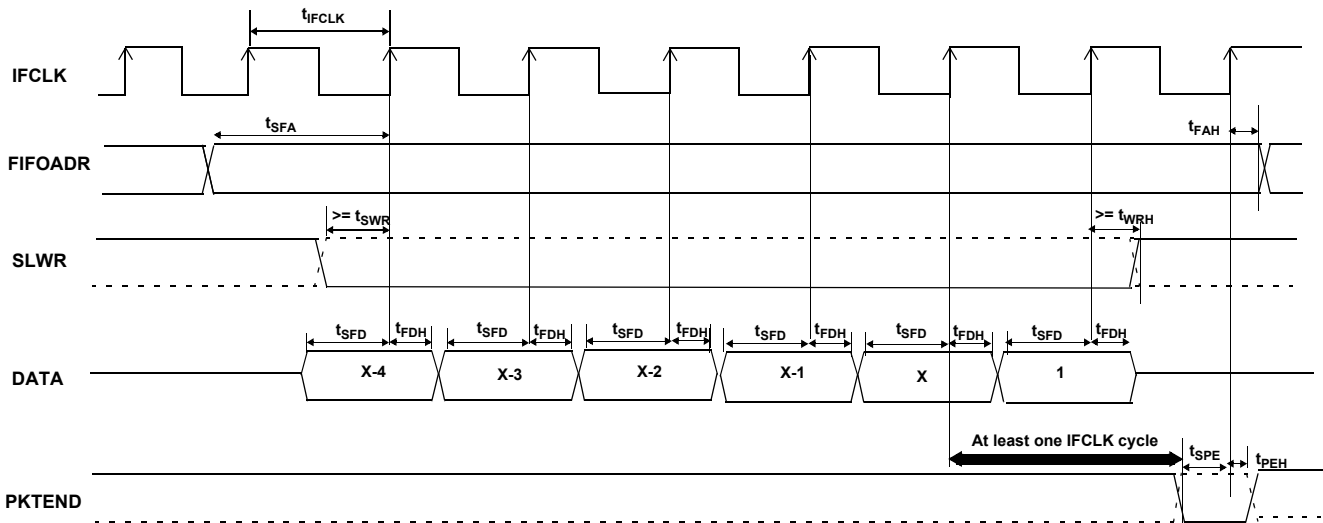 tIFCLK
IFCLK
tSFA
tFAH
FIFOADR
>= tSWR
>= tWRH
SLWR
tSFD tFDH tSFD tFDH tSFD tFDH tSFD tFDH tSFD tFDH tSFD tFDH
DATA X-4 X-3 X-2 X-1 X 1
At least one IFCLK cycle
tSPE
tPEH
PKTEND